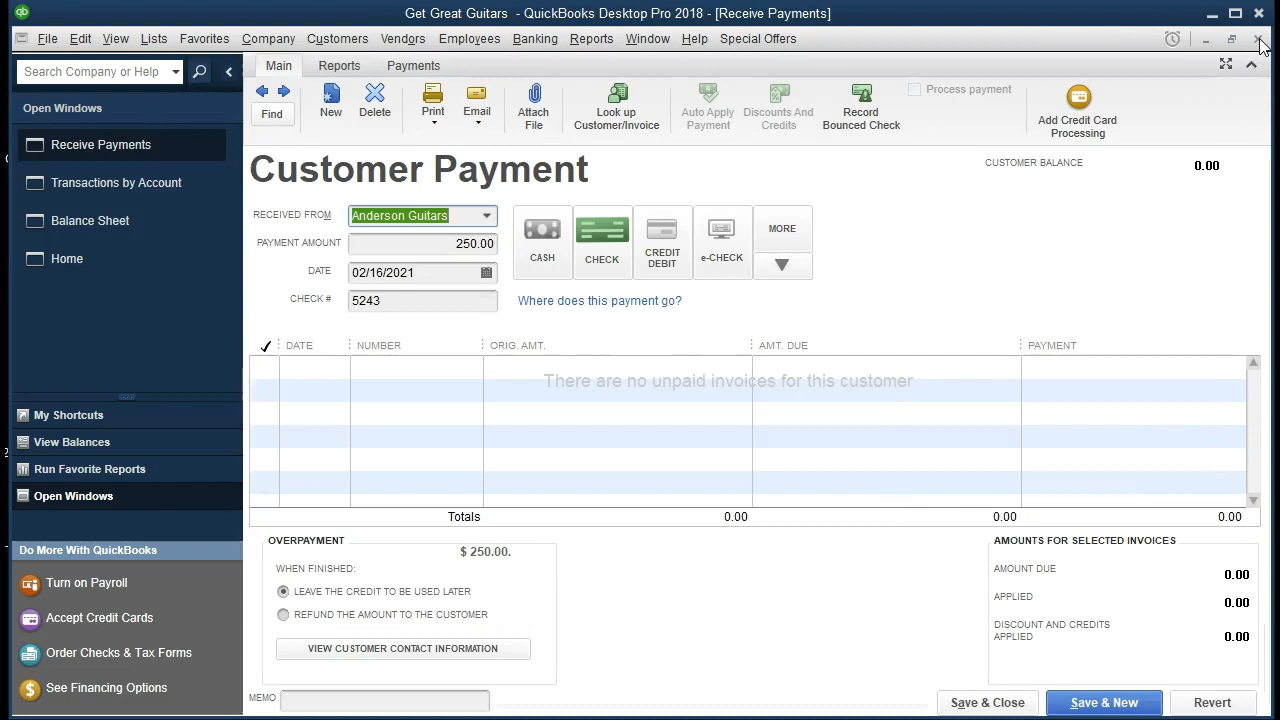 Get Great Guitars - QuickBooks Desktop Pro 2018 - [Receive Payments]
File Edit View Lists Favorites Company Customers Vendors Employees Banking Reports Window Help Special Offers
Search Company or Help
Main Reports Payments
Open Windows
Receive Payments
Transactions by Account
Balance Sheet
Home
My Shortcuts
View Balances
Run Favorite Reports
Open Windows
Do More With QuickBooks
Turn on Payroll
Accept Credit Cards
Order Checks & Tax Forms
See Financing Options
Find
New
Delete
Print
Email
Attach
File
Look up
Customer/Invoice
Auto Apply
Payment
Discounts And
Credits
Record
Bounced Check
Process payment
Add Credit Card
Processing
Customer Payment
CUSTOMER BALANCE 0.00
RECEIVED FROM Anderson Guitars
PAYMENT AMOUNT 250.00
DATE 02/16/2021
CHECK # 5243
CASH
CHECK
CREDIT
DEBIT
e-CHECK
MORE
Where does this payment go?
DATE NUMBER ORIG. AMT. AMT. DUE PAYMENT
There are no unpaid invoices for this customer
Totals 0.00 0.00 0.00
OVERPAYMENT
$ 250.00.
WHEN FINISHED:
LEAVE THE CREDIT TO BE USED LATER
REFUND THE AMOUNT TO THE CUSTOMER
VIEW CUSTOMER CONTACT INFORMATION
AMOUNTS FOR SELECTED INVOICES
AMOUNT DUE 0.00
APPLIED 0.00
DISCOUNT AND CREDITS
APPLIED 0.00
MEMO
Save & Close Save & New Revert